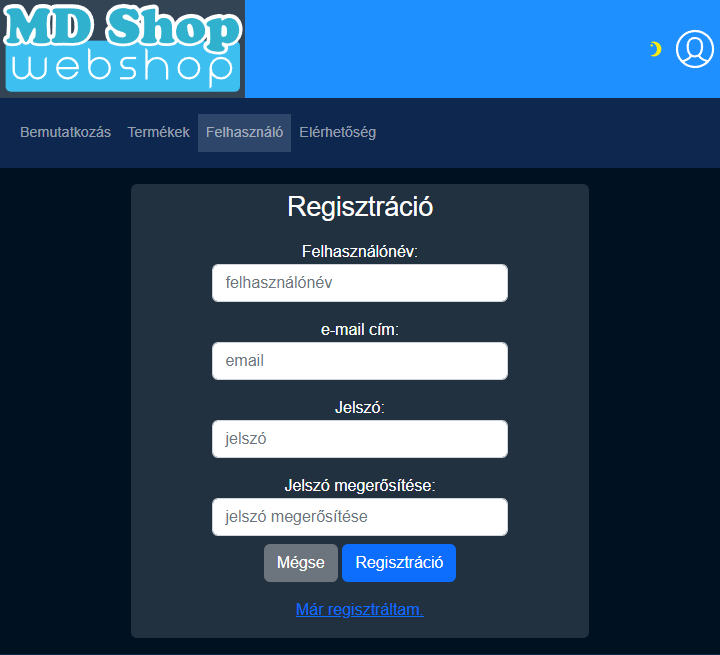 MD Shop
webshop
Bemutatkozás Termékek Felhasználó Elérhetőség
Regisztráció
Felhasználónév:
felhasználónév
e-mail cím:
email
Jelszó:
jelszó
Jelszó megerősítése:
jelszó megerősítése
Mégse Regisztráció
Már regisztráltam.